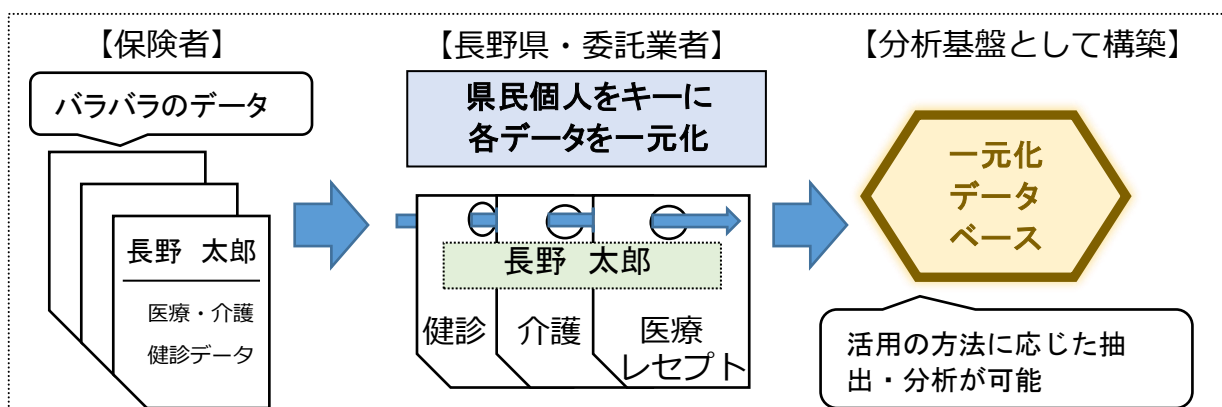 【保険者】
バラバラのデータ
長野 太郎
医療・介護
健診データ
【長野県・委託業者】
県民個人をキーに
各データを一元化
長野 太郎
健診
介護
医療
レセプト
【分析基盤として構築】
一元化
データ
ベース
活用の方法に応じた抽
出・分析が可能